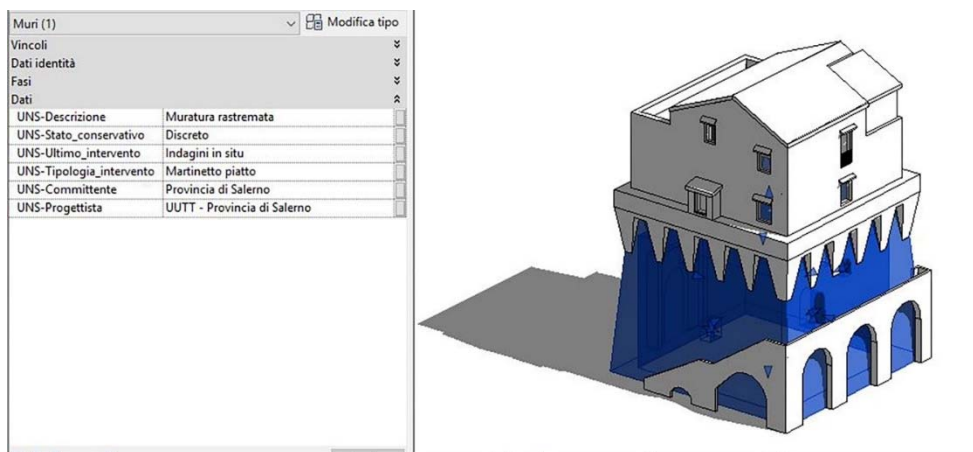 Muri (1) Modifica tipo
Vincoli
Dati identità
Fasi
Dati
UNS-Descrizione Muratura rastremata
UNS-Stato_conservativo Discreto
UNS-Ultimo_intervento Indagini in situ
UNS-Tipologia_intervento Martinetto piatto
UNS-Committente Provincia di Salerno
UNS-Progettista UUTT - Provincia di Salerno